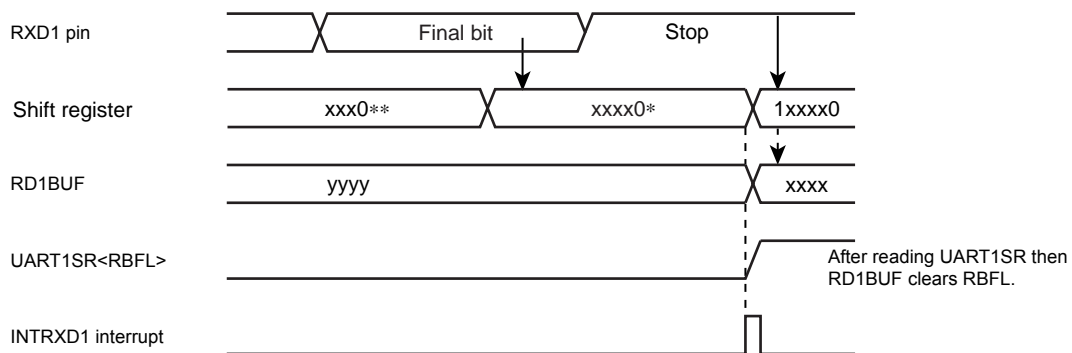 RXD1 pin
Final bit
Stop
Shift register
xxx0**
xxxx0*
1xxxx0
RD1BUF
yyyy
xxxx
UART1SR<RBFL>
After reading UART1SR then
RD1BUF clears RBFL.
INTRXD1 interrupt